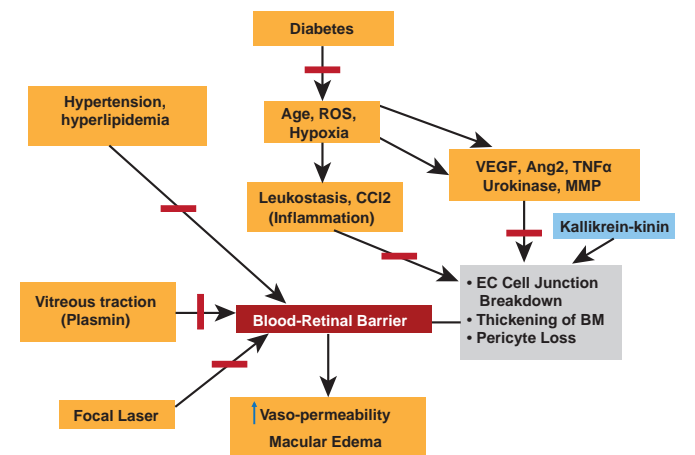 Diabetes
Hypertension,
hyperlipidemia
Age, ROS,
Hypoxia
VEGF, Ang2, TNFα
Urokinase, MMP
Leukostasis, CCl2
(Inflammation)
Kallikrein-kinin
• EC Cell Junction
Breakdown
• Thickening of BM
• Pericyte Loss
Vitreous traction
(Plasmin)
Blood-Retinal Barrier
Focal Laser
↑Vaso-permeability
Macular Edema